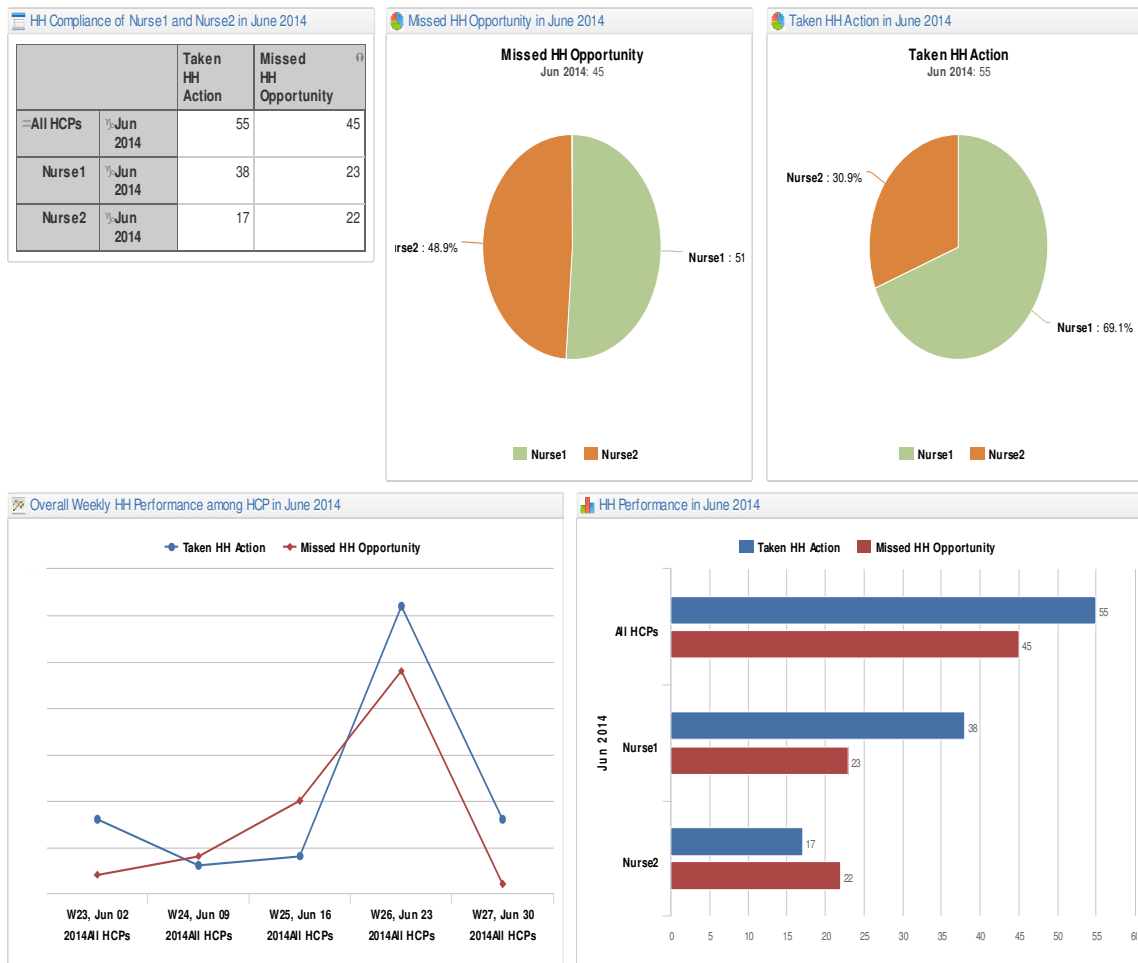 HH Compliance of Nurse1 and Nurse2 in June 2014
Taken HH Action
Missed HH Opportunity
All HCPs Jun 2014 55 45
Nurse1 Jun 2014 38 23
Nurse2 Jun 2014 17 22
Missed HH Opportunity in June 2014
Missed HH Opportunity
Jun 2014: 45
rse2 : 48.9%
Nurse1 : 51
Nurse1 Nurse2
Taken HH Action in June 2014
Taken HH Action
Jun 2014: 55
Nurse2 : 30.9%
Nurse1 : 69.1%
Nurse1 Nurse2
Overall Weekly HH Performance among HCP in June 2014
Taken HH Action Missed HH Opportunity
W23, Jun 02 W24, Jun 09 W25, Jun 16 W26, Jun 23 W27, Jun 30
2014All HCPs 2014All HCPs 2014All HCPs 2014All HCPs 2014All HCPs
HH Performance in June 2014
Taken HH Action Missed HH Opportunity
Jun 2014
All HCPs
55
45
Nurse1
38
23
Nurse2
17
22
0 5 10 15 20 25 30 35 40 45 50 55